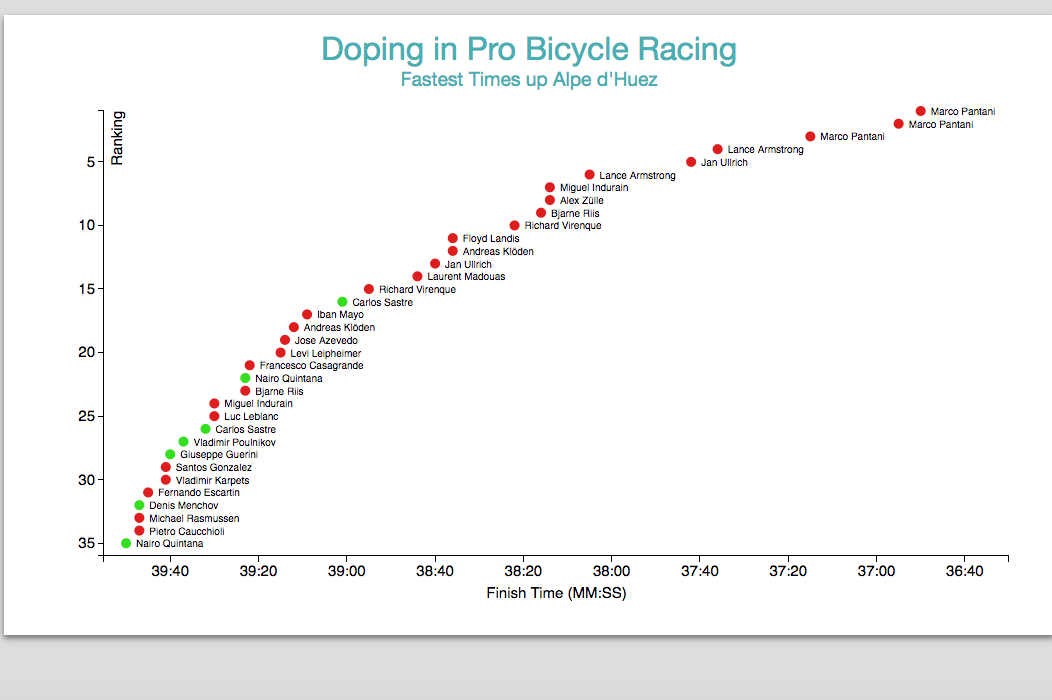 Doping in Pro Bicycle Racing
Fastest Times up Alpe d'Huez
Ranking
Marco Pantani
Marco Pantani
Marco Pantani
Lance Armstrong
5
Jan Ullrich
Lance Armstrong
Miguel Indurain
Alex Zülle
Bjarne Riis
10
Richard Virenque
Floyd Landis
Andreas Klöden
Jan Ullrich
Laurent Madouas
15
Richard Virenque
Carlos Sastre
Iban Mayo
Andreas Klöden
Jose Azevedo
20
Levi Leipheimer
Francesco Casagrande
Nairo Quintana
Bjarne Riis
Miguel Indurain
25
Luc Leblanc
Carlos Sastre
Vladimir Poulnikov
Giuseppe Guerini
Santos Gonzalez
30
Vladimir Karpets
Fernando Escartin
Denis Menchov
Michael Rasmussen
Pietro Caucchioli
35
Nairo Quintana
39:40 39:20 39:00 38:40 38:20 38:00 37:40 37:20 37:00 36:40
Finish Time (MM:SS)